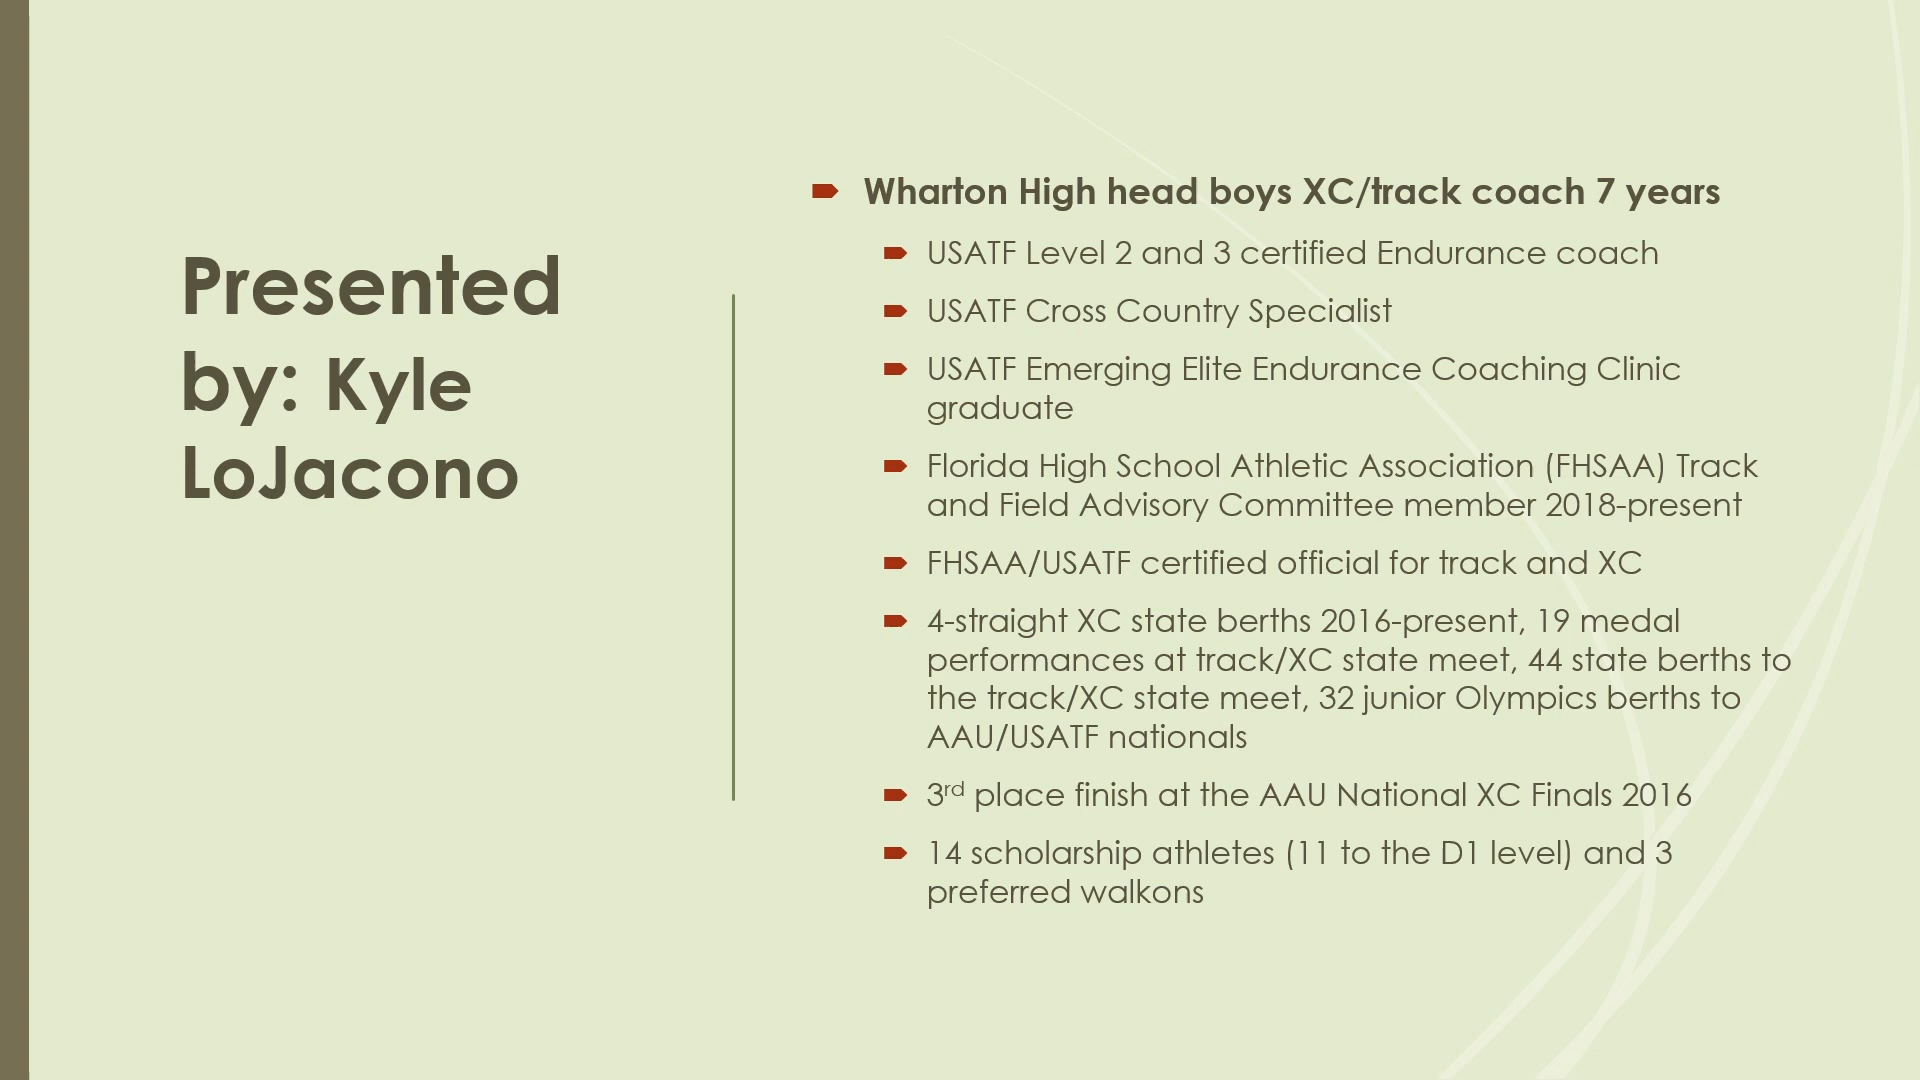 Presented
by: Kyle
LoJacono
Wharton High head boys XC/track coach 7 years
USATF Level 2 and 3 certified Endurance coach
USATF Cross Country Specialist
USATF Emerging Elite Endurance Coaching Clinic
graduate
Florida High School Athletic Association (FHSAA) Track
and Field Advisory Committee member 2018-present
FHSAA/USATF certified official for track and XC
4-straight XC state berths 2016-present, 19 medal
performances at track/XC state meet, 44 state berths to
the track/XC state meet, 32 junior Olympics berths to
AAU/USATF nationals
3rd place finish at the AAU National XC Finals 2016
14 scholarship athletes (11 to the D1 level) and 3
preferred walkons